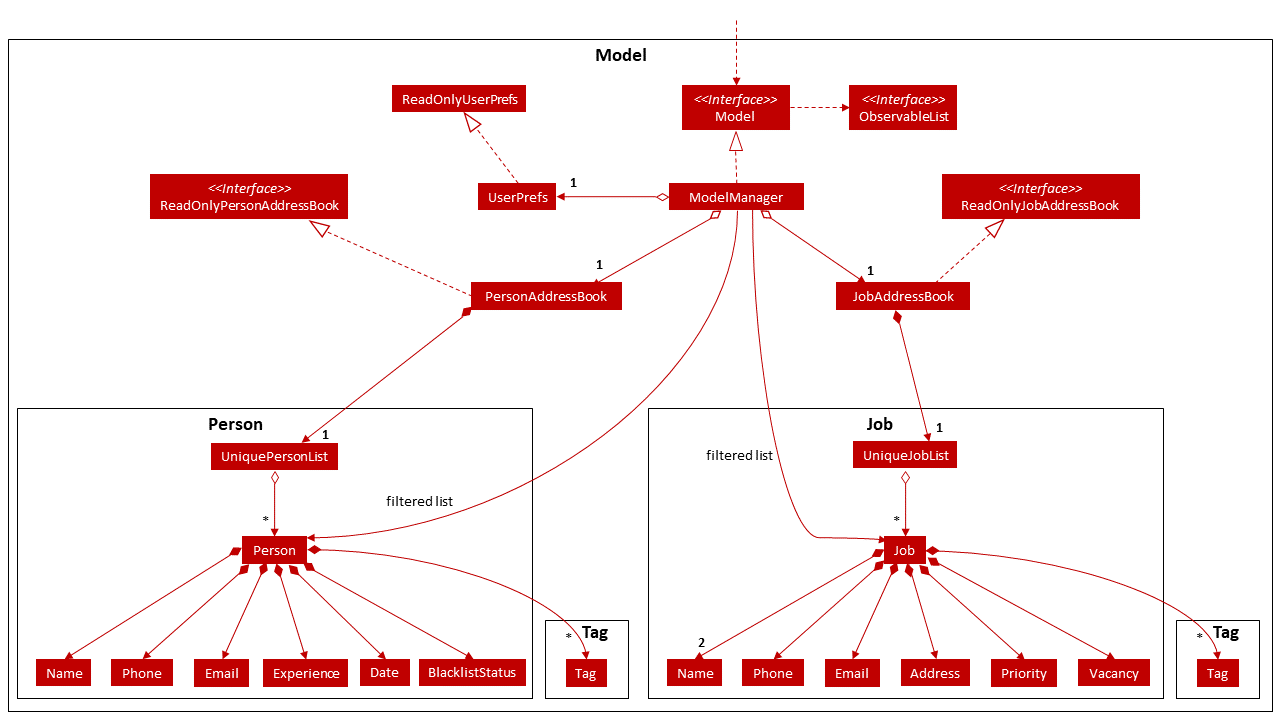 Model
ReadOnlyUserPrefs
<<Interface>>
Model
<<Interface>>
ObservableList
<<Interface>>
ReadOnlyPersonAddressBook
1
UserPrefs
ModelManager
<<Interface>>
ReadOnlyJobAddressBook
1
1
PersonAddressBook
JobAddressBook
Person
1
UniquePersonList
filtered list
*
Person
Name
Phone
Email
Experience
Date
BlacklistStatus
Tag
*
Tag
Job
1
UniqueJobList
filtered list
*
Job
2
Name
Phone
Email
Address
Priority
Vacancy
Tag
*
Tag